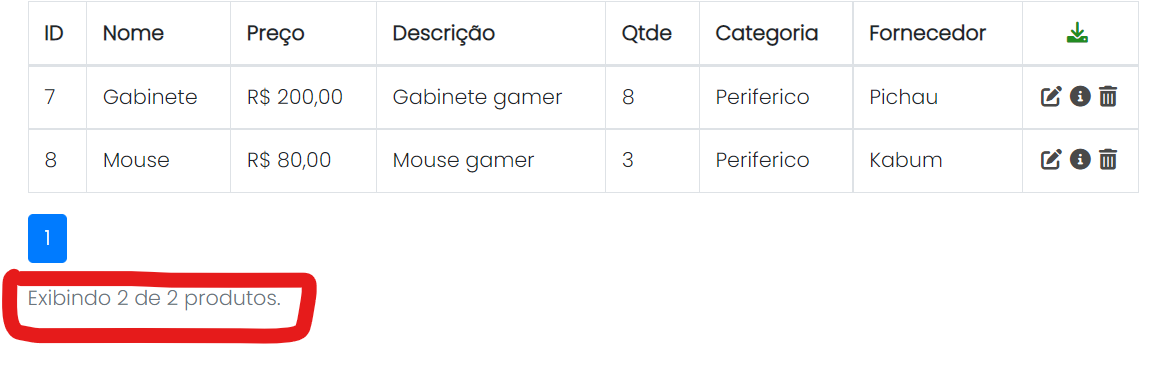 ID Nome Preço Descrição Qtde Categoria Fornecedor
7 Gabinete R$ 200,00 Gabinete gamer 8 Periferico Pichau
8 Mouse R$ 80,00 Mouse gamer 3 Periferico Kabum
1
Exibindo 2 de 2 produtos.